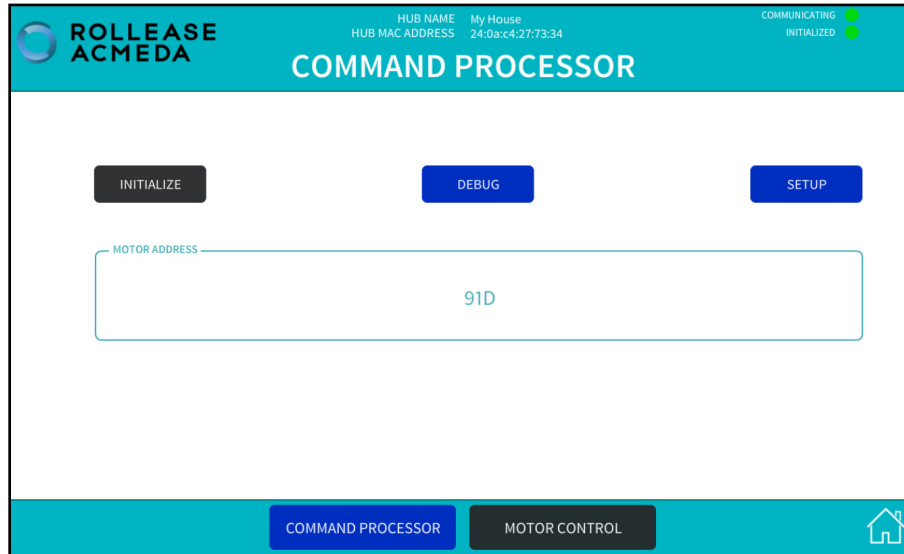 ROLLEASE
ACMEDA
HUB NAME My House
HUB MAC ADDRESS 24:0a:c4:27:73:34
COMMUNICATING
INITIALIZED
COMMAND PROCESSOR
INITIALIZE
DEBUG
SETUP
MOTOR ADDRESS
91D
COMMAND PROCESSOR
MOTOR CONTROL